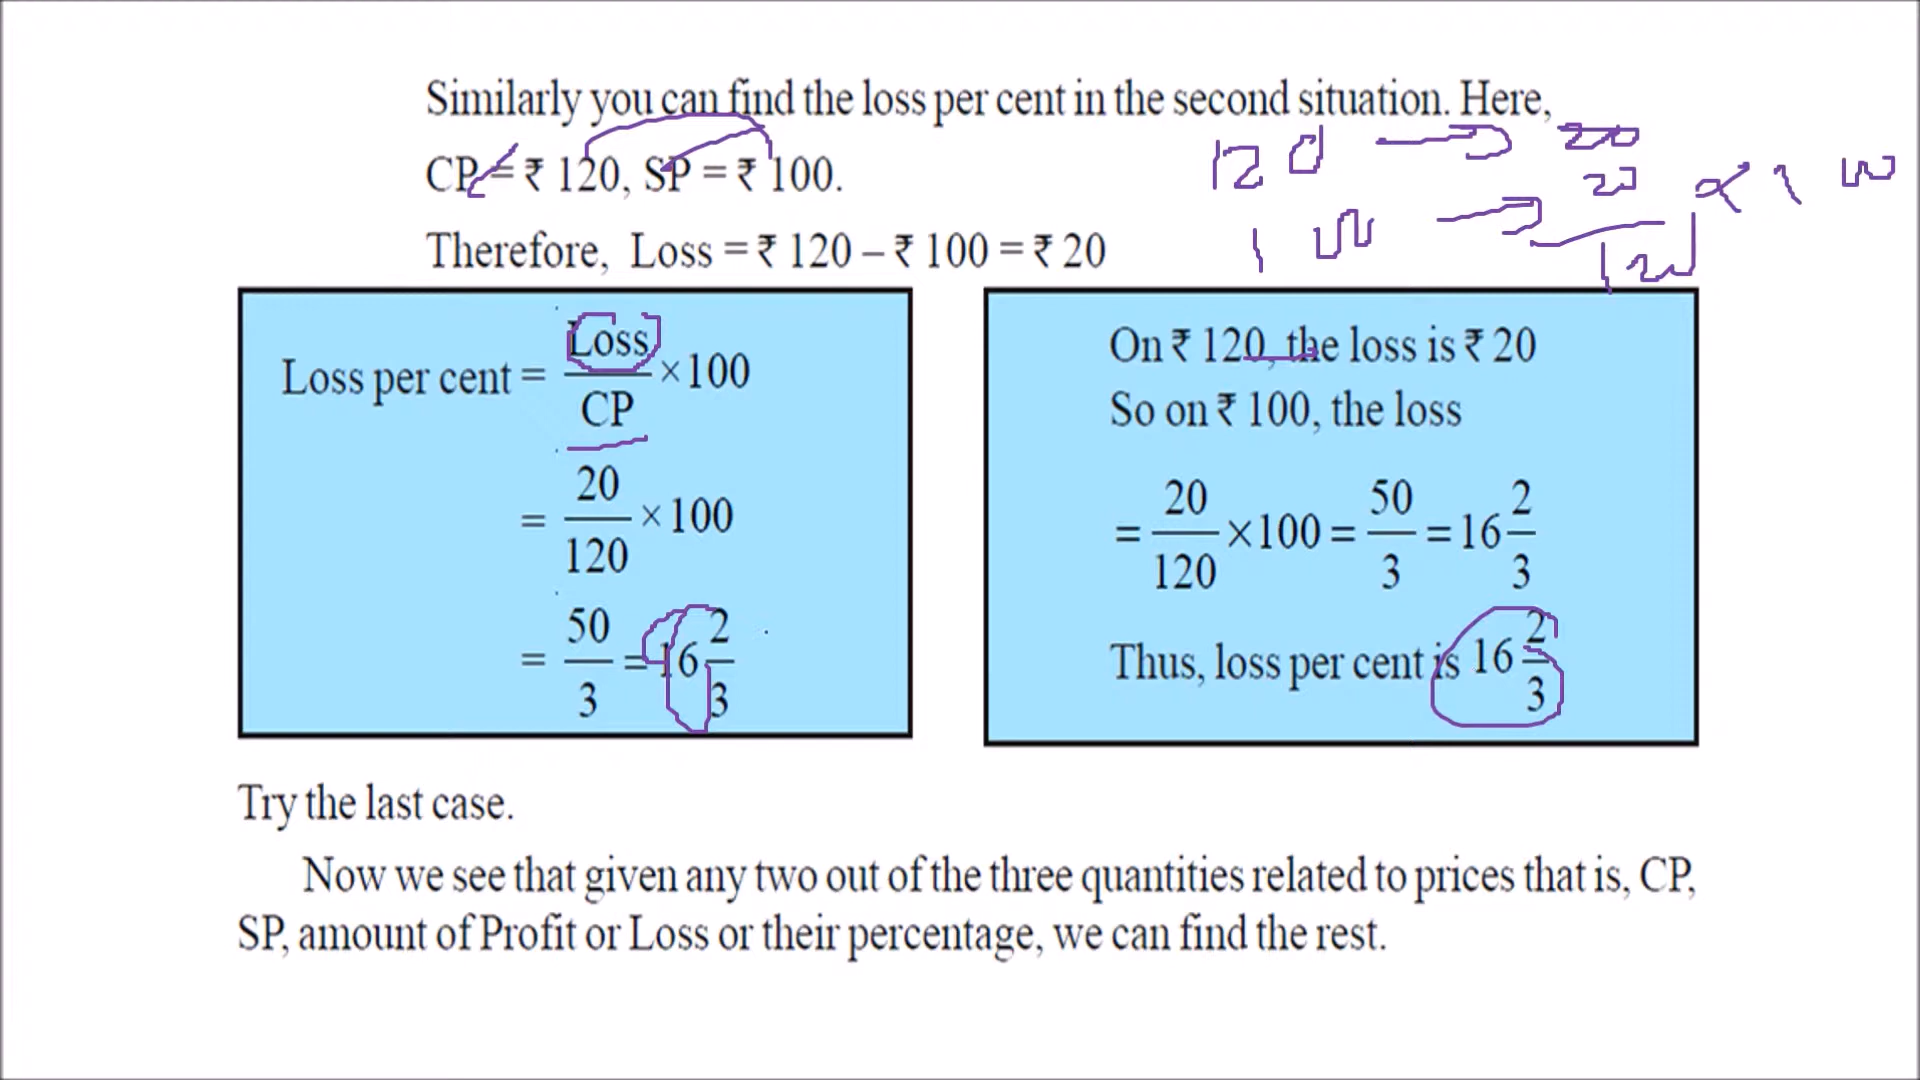 Similarly you can find the loss per cent in the second situation. Here,
CP = ₹ 120, SP = ₹ 100.
Therefore, Loss = ₹ 120 – ₹ 100 = ₹ 20
120 → 20
100 → 20/120 × 100
Loss per cent = Loss/CP ×100
= 20/120 × 100
= 50/3 = 16 2/3
On ₹ 120, the loss is ₹ 20
So on ₹ 100, the loss
= 20/120 ×100 = 50/3 = 16 2/3
Thus, loss per cent is 16 2/3
Try the last case.
Now we see that given any two out of the three quantities related to prices that is, CP,
SP, amount of Profit or Loss or their percentage, we can find the rest.